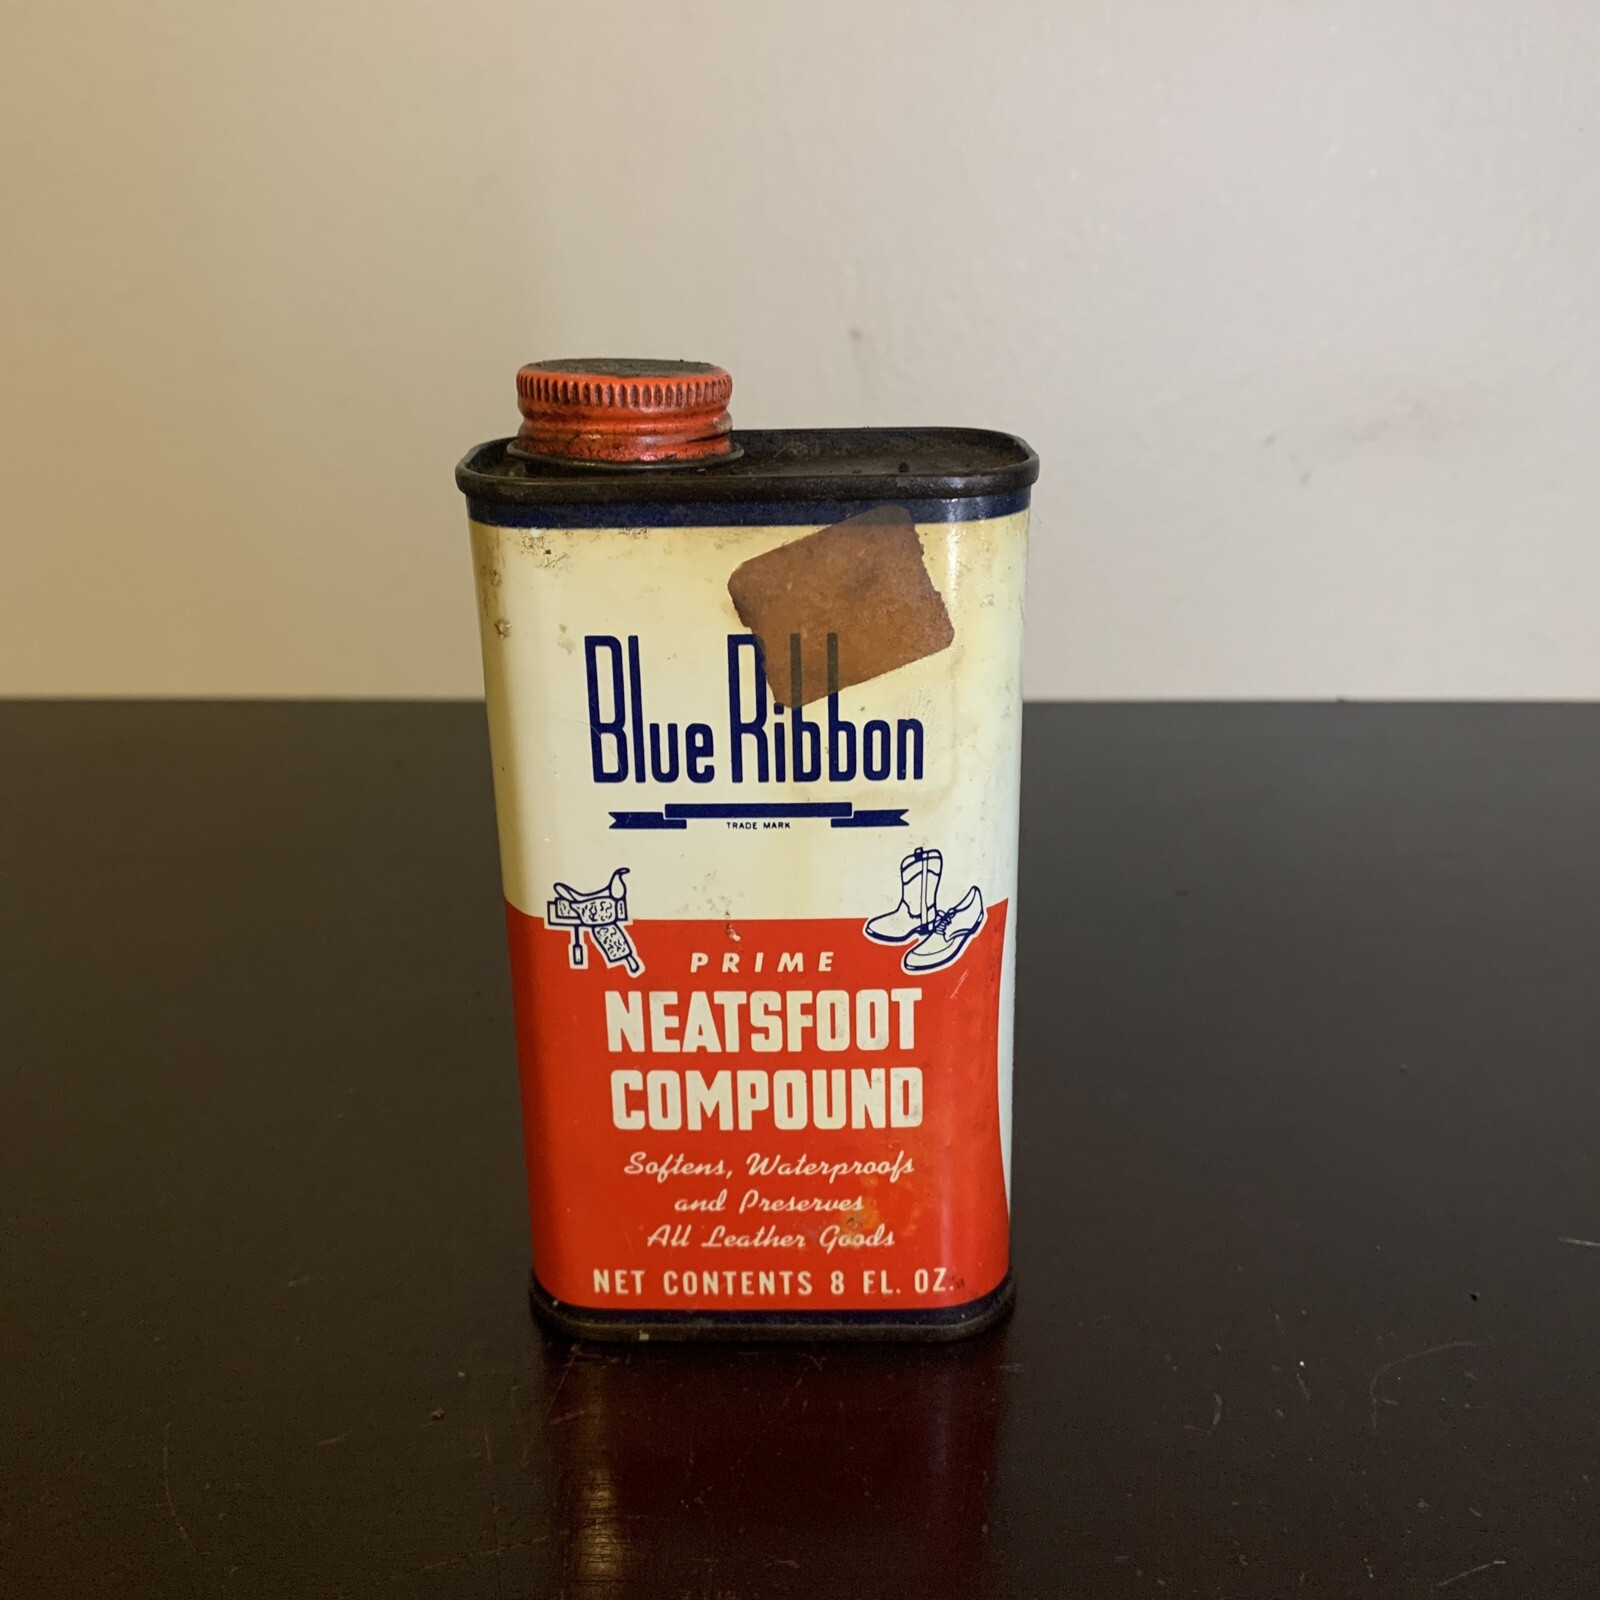 Blue Ribbon
TRADE MARK
PRIME
NEATSFOOT
COMPOUND
Softens, Waterproofs
and Preserves
All Leather Goods
NET CONTENTS 8 FL. OZ.